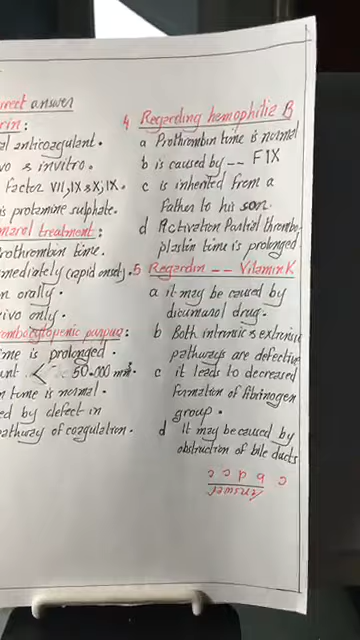 rrect answer
rin:
al anticoagulant.
vo & invitro.
Factor VII, IX & X, IX.
is protamine sulphate.
marol treatment:
rothrombin time.
mediately (rapid onset).
n orally.
vivo only.
ombocytopenic purpura:
ime is prolonged.
unt < 50.000 mm³
n time is normal.
ed by defect in
athway of coagulation.
4 Regarding hemophilia B
a Prothrombin time is normal
b is caused by -- FIX
c is inherited from a
Father to his son.
d Activation Partial thrombo-
plastin time is prolonged
5 Regardin -- Vitamin K
a it may be caused by
dicumarol drug.
b Both intrinsic & extrinsic
pathways are defective
c it leads to decreased
Formation of fibrinogen
group.
d It may be caused by
obstruction of bile ducts
Answer
c b d c c